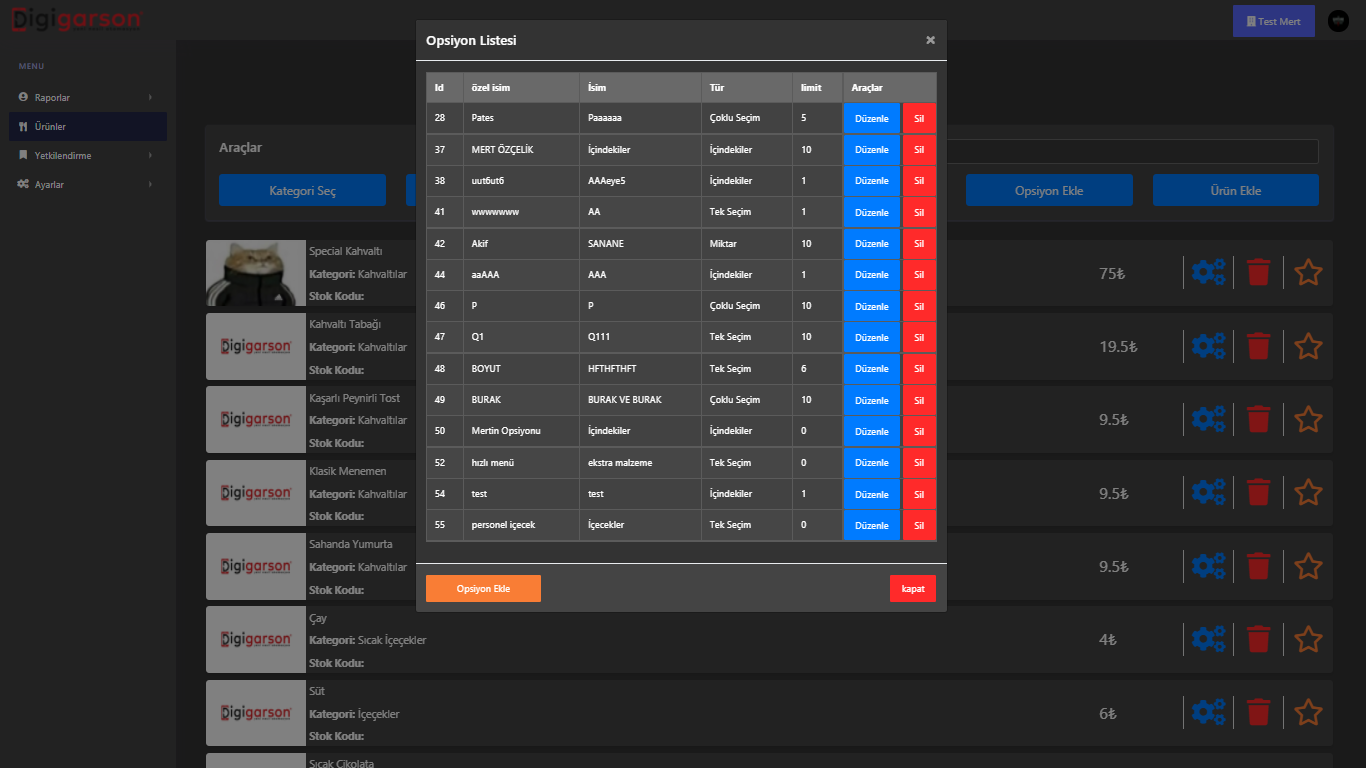 Digigarson
Test Mert
MENU
Raporlar
Ürünler
Yetkilendirme
Ayarlar
Araçlar
Kategori Seç
Opsiyon Ekle
Ürün Ekle
Special Kahvaltı
Kategori: Kahvaltılar
Stok Kodu:
75₺
Digigarson
Kahvaltı Tabağı
Kategori: Kahvaltılar
Stok Kodu:
19.5₺
Digigarson
Kaşarlı Peynirli Tost
Kategori: Kahvaltılar
Stok Kodu:
9.5₺
Digigarson
Klasik Menemen
Kategori: Kahvaltılar
Stok Kodu:
9.5₺
Digigarson
Sahanda Yumurta
Kategori: Kahvaltılar
Stok Kodu:
9.5₺
Digigarson
Çay
Kategori: Sıcak İçeçekler
Stok Kodu:
4₺
Digigarson
Süt
Kategori: İçeçekler
Stok Kodu:
6₺
Sıcak Çikolata
Opsiyon Listesi ×
Id özel isim İsim Tür limit Araçlar
28 Pates Paaaaaa Çoklu Seçim 5 Düzenle Sil
37 MERT ÖZÇELİK İçindekiler İçindekiler 10 Düzenle Sil
38 uut6ut6 AAAeye5 İçindekiler 1 Düzenle Sil
41 wwwwwww AA Tek Seçim 1 Düzenle Sil
42 Akif SANANE Miktar 10 Düzenle Sil
44 aaAAA AAA İçindekiler 1 Düzenle Sil
46 P P Çoklu Seçim 10 Düzenle Sil
47 Q1 Q111 Tek Seçim 10 Düzenle Sil
48 BOYUT HFTHFTHFT Tek Seçim 6 Düzenle Sil
49 BURAK BURAK VE BURAK Çoklu Seçim 10 Düzenle Sil
50 Mertin Opsiyonu İçindekiler İçindekiler 0 Düzenle Sil
52 hızlı menü ekstra malzeme Tek Seçim 0 Düzenle Sil
54 test test İçindekiler 1 Düzenle Sil
55 personel içecek İçecekler Tek Seçim 0 Düzenle Sil
Opsiyon Ekle
kapat